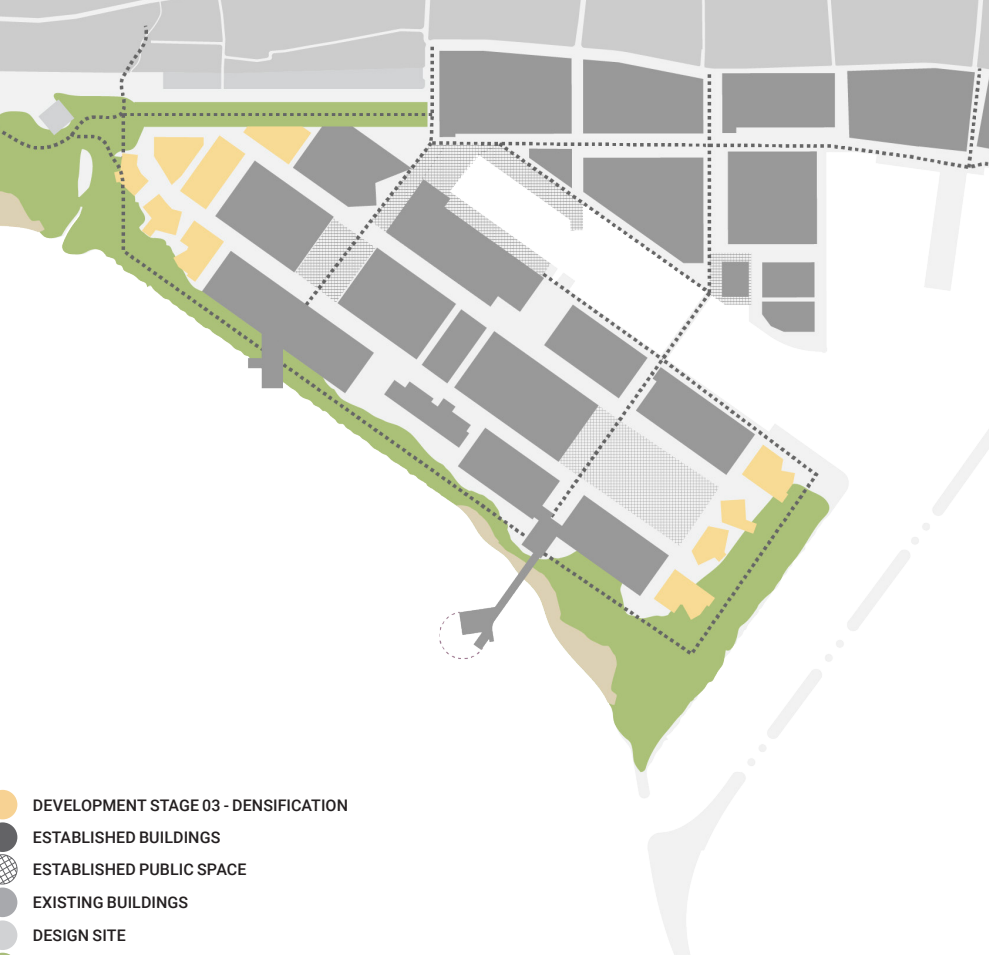 DEVELOPMENT STAGE 03 - DENSIFICATION
ESTABLISHED BUILDINGS
ESTABLISHED PUBLIC SPACE
EXISTING BUILDINGS
DESIGN SITE